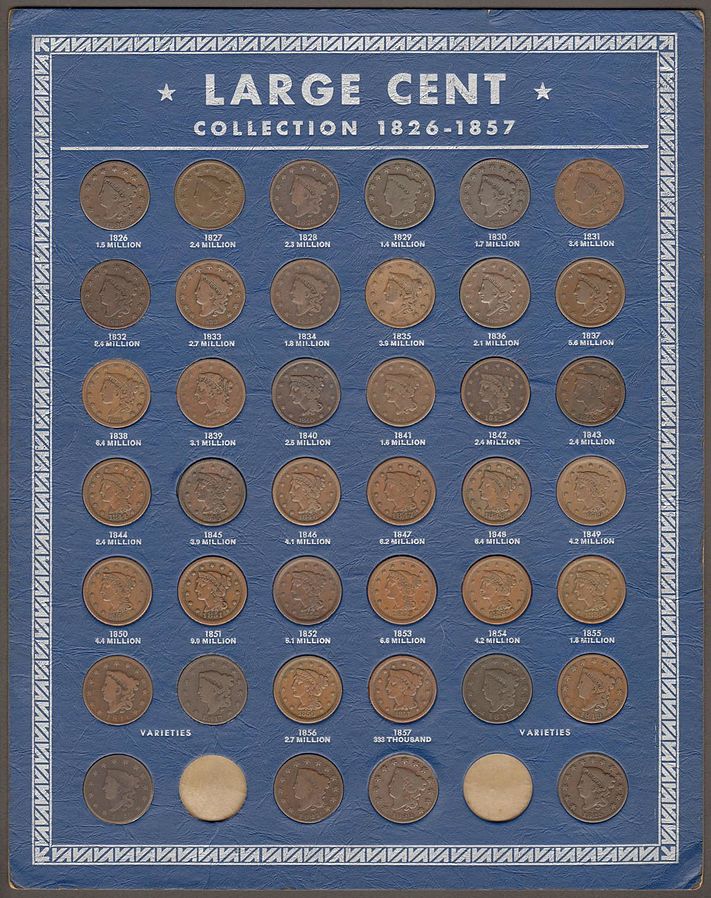 ★ LARGE CENT ★
COLLECTION 1826-1857
1826 1827 1828 1829 1830 1831
1.5 MILLION 2.4 MILLION 2.3 MILLION 1.4 MILLION 1.7 MILLION 3.4 MILLION
1832 1833 1834 1835 1836 1837
2.4 MILLION 2.7 MILLION 1.8 MILLION 3.9 MILLION 2.1 MILLION 5.6 MILLION
1838 1839 1840 1841 1842 1843
6.4 MILLION 3.1 MILLION 2.5 MILLION 1.6 MILLION 2.4 MILLION 2.4 MILLION
1844 1845 1846 1847 1848 1849
2.4 MILLION 3.9 MILLION 4.1 MILLION 6.2 MILLION 6.4 MILLION 4.2 MILLION
1850 1851 1852 1853 1854 1855
4.4 MILLION 9.9 MILLION 5.1 MILLION 6.6 MILLION 4.2 MILLION 1.6 MILLION
VARIETIES 1856 1857 VARIETIES
2.7 MILLION 333 THOUSAND